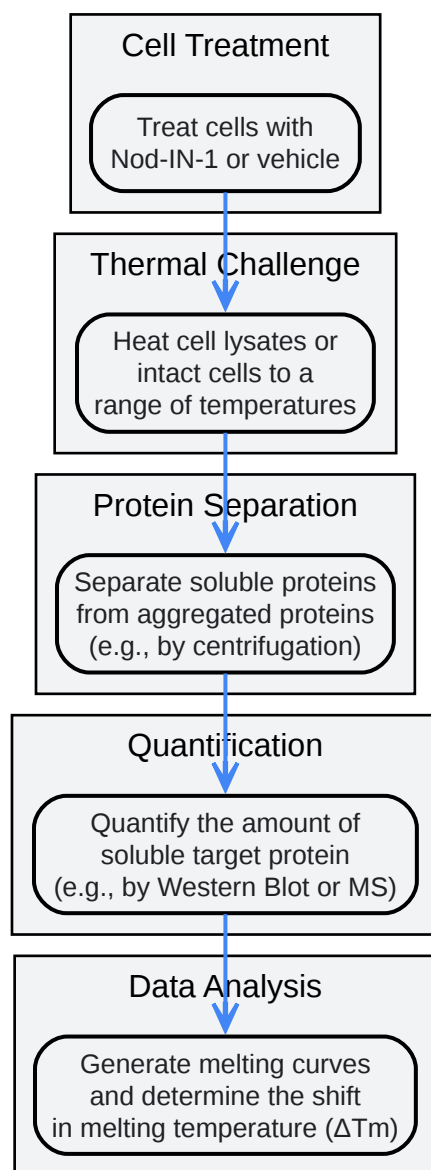 Cell Treatment
Treat cells with
Nod-IN-1 or vehicle
Thermal Challenge
Heat cell lysates or
intact cells to a
range of temperatures
Protein Separation
Separate soluble proteins
from aggregated proteins
(e.g., by centrifugation)
Quantification
Quantify the amount of
soluble target protein
(e.g., by Western Blot or MS)
Data Analysis
Generate melting curves
and determine the shift
in melting temperature (ΔTm)